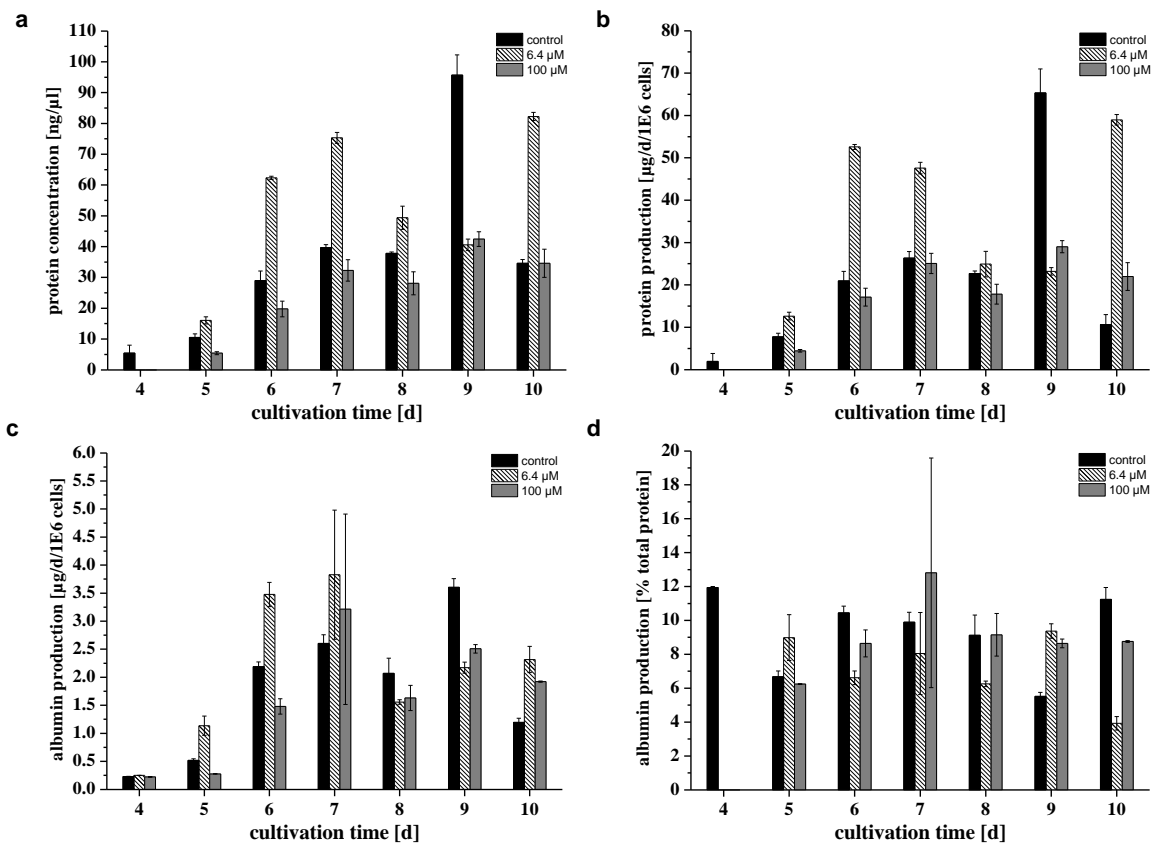 a
protein concentration [ng/µl]
110
100
90
80
70
60
50
40
30
20
10
0
control
6.4 µM
100 µM
4 5 6 7 8 9 10
cultivation time [d]
b
protein production [µg/d/1E6 cells]
80
70
60
50
40
30
20
10
0
control
6.4 µM
100 µM
4 5 6 7 8 9 10
cultivation time [d]
c
albumin production [µg/d/1E6 cells]
6.0
5.5
5.0
4.5
4.0
3.5
3.0
2.5
2.0
1.5
1.0
0.5
0.0
control
6.4 µM
100 µM
4 5 6 7 8 9 10
cultivation time [d]
d
albumin production [% total protein]
20
18
16
14
12
10
8
6
4
2
0
control
6.4 µM
100 µM
4 5 6 7 8 9 10
cultivation time [d]